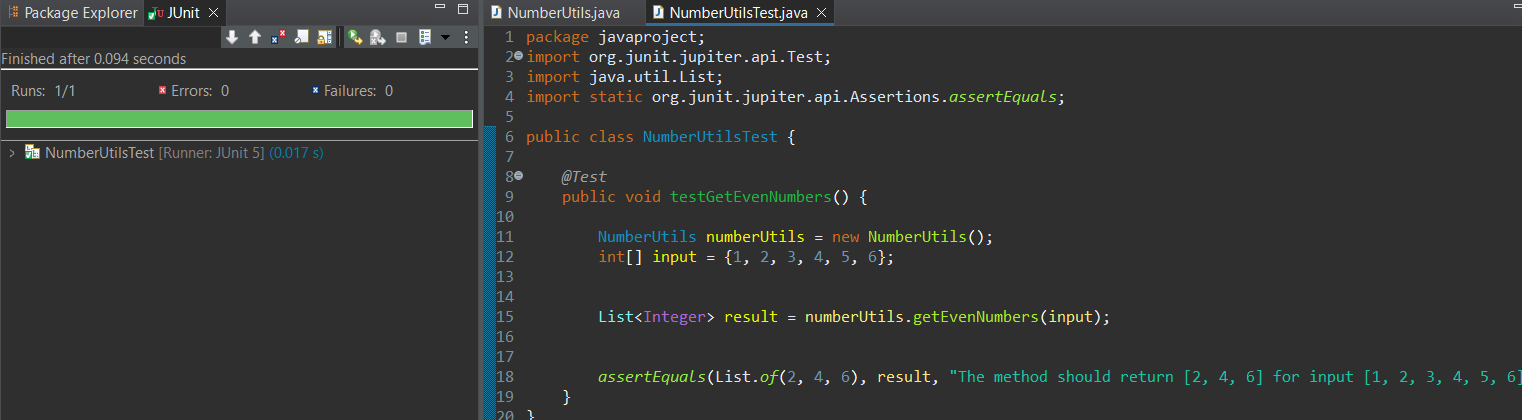 Package Explorer JUnit
Finished after 0.094 seconds
Runs: 1/1 Errors: 0 Failures: 0
NumberUtilsTest [Runner: JUnit 5] (0.017 s)
NumberUtils.java NumberUtilsTest.java
1 package javaproject;
2 import org.junit.jupiter.api.Test;
3 import java.util.List;
4 import static org.junit.jupiter.api.Assertions.assertEquals;
5
6 public class NumberUtilsTest {
7
8 @Test
9 public void testGetEvenNumbers() {
10
11 NumberUtils numberUtils = new NumberUtils();
12 int[] input = {1, 2, 3, 4, 5, 6};
13
14
15 List<Integer> result = numberUtils.getEvenNumbers(input);
16
17
18 assertEquals(List.of(2, 4, 6), result, "The method should return [2, 4, 6] for input [1, 2, 3, 4, 5, 6]
19 }
20 }